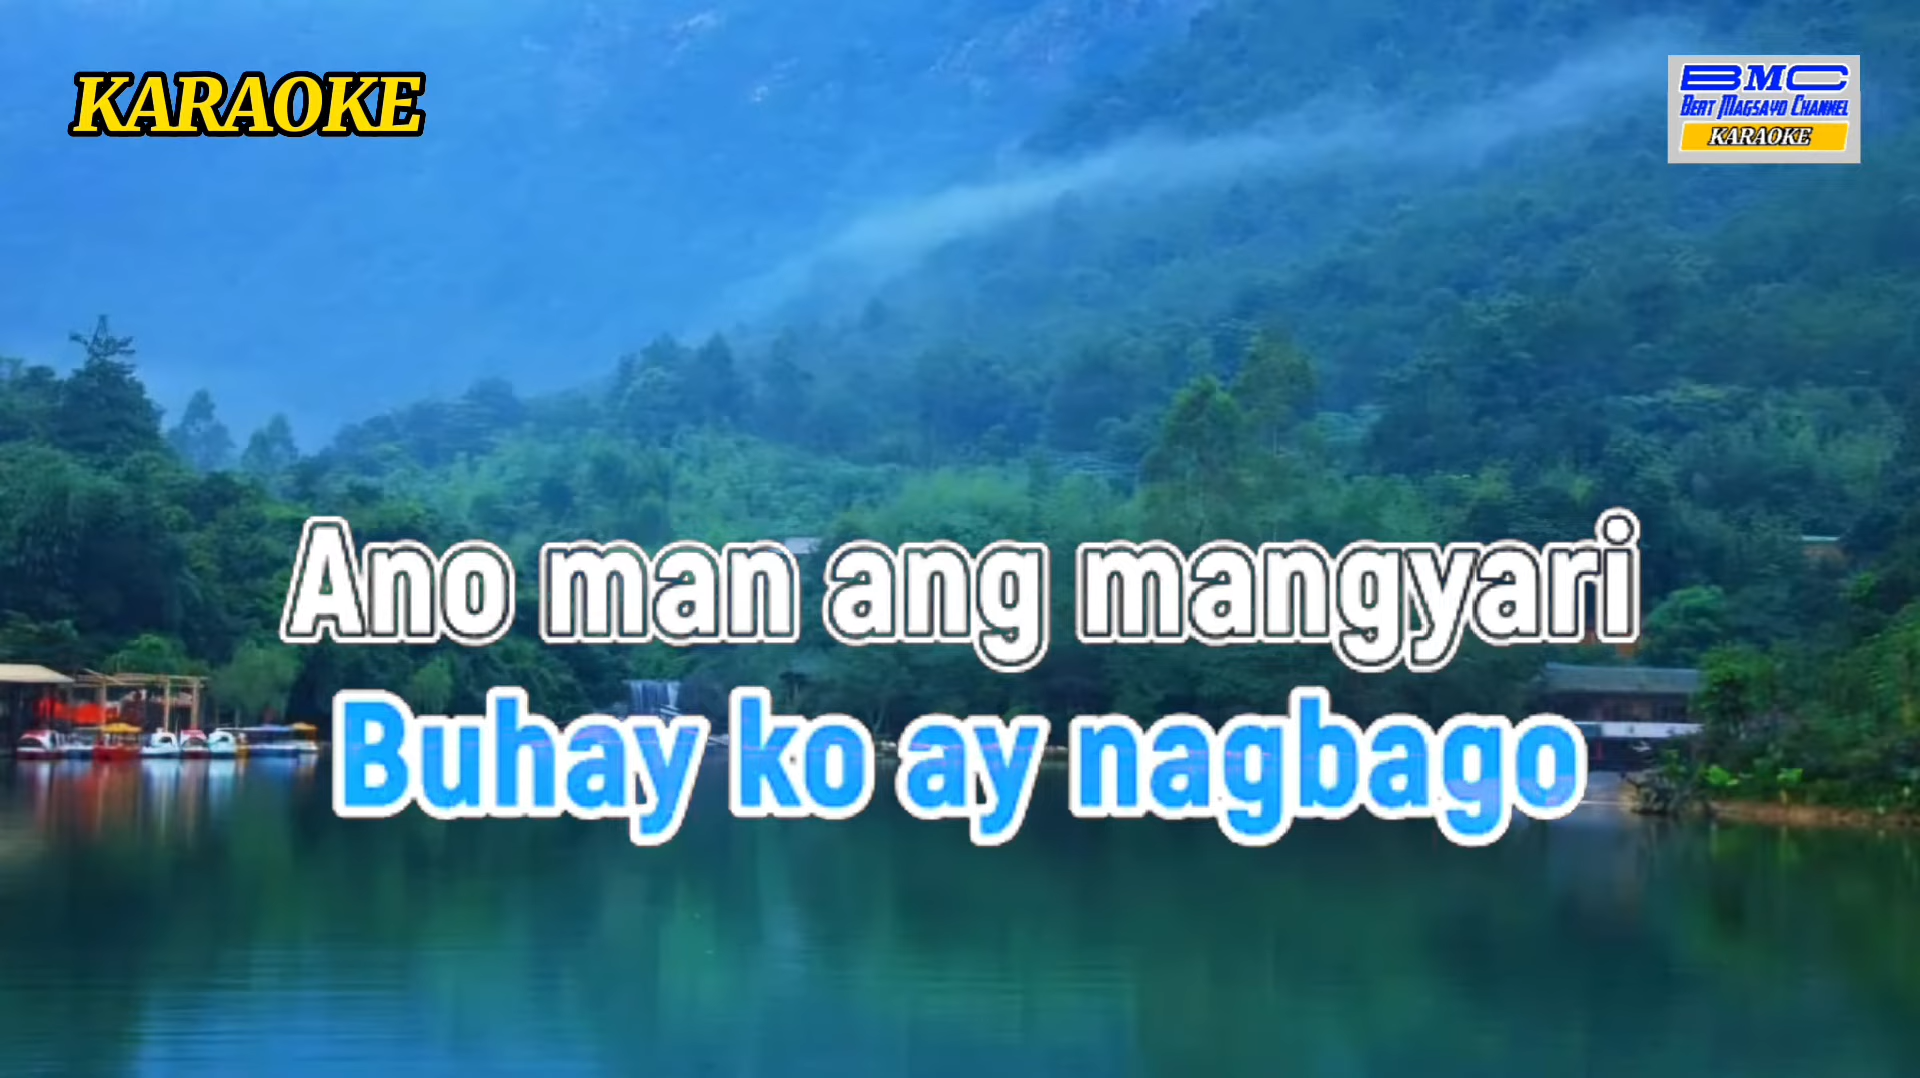 KARAOKE
BMC
BERT MAGSAYO CHANNEL
KARAOKE
Ano man ang mangyari
Buhay ko ay nagbago